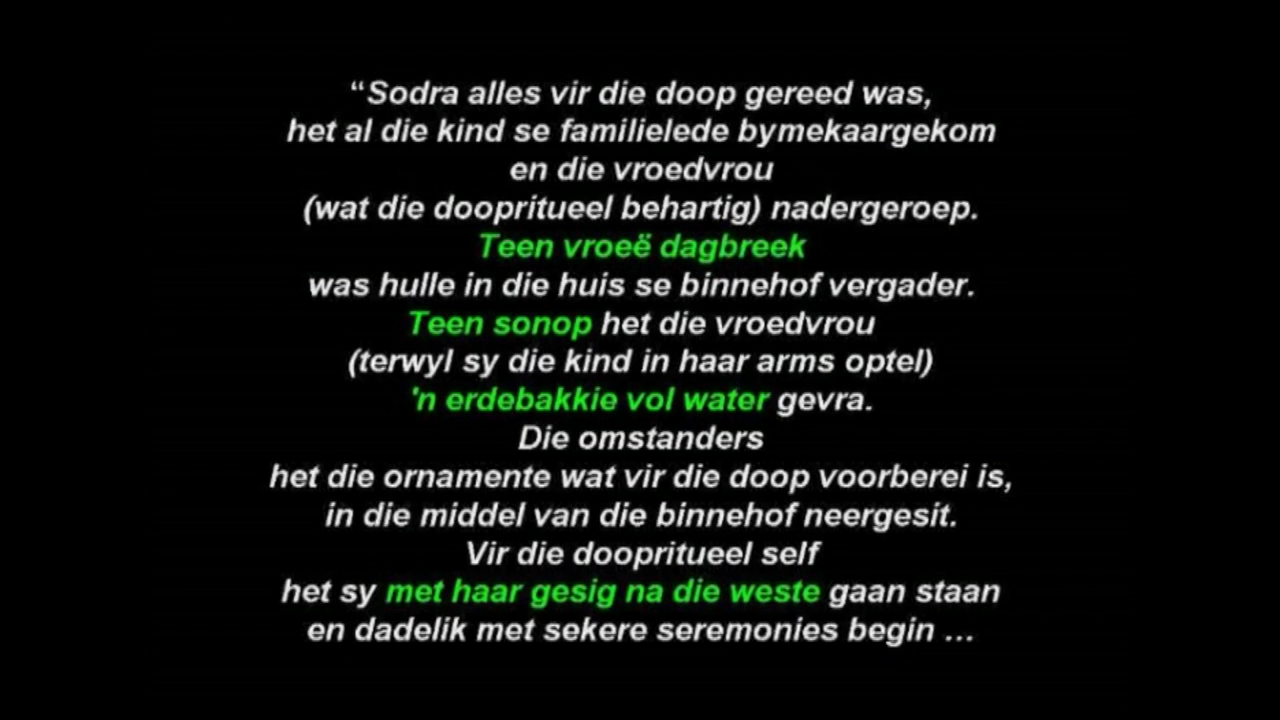 “Sodra alles vir die doop gereed was,
het al die kind se familielede bymekaargekom
en die vroedvrou
(wat die doopritueel behartig) nadergeroep.
Teen vroeë dagbreek
was hulle in die huis se binnehof vergader.
Teen sonop het die vroedvrou
(terwyl sy die kind in haar arms optel)
'n erdebakkie vol water gevra.
Die omstanders
het die ornamente wat vir die doop voorberei is,
in die middel van die binnehof neergesit.
Vir die doopritueel self
het sy met haar gesig na die weste gaan staan
en dadelik met sekere seremonies begin ...